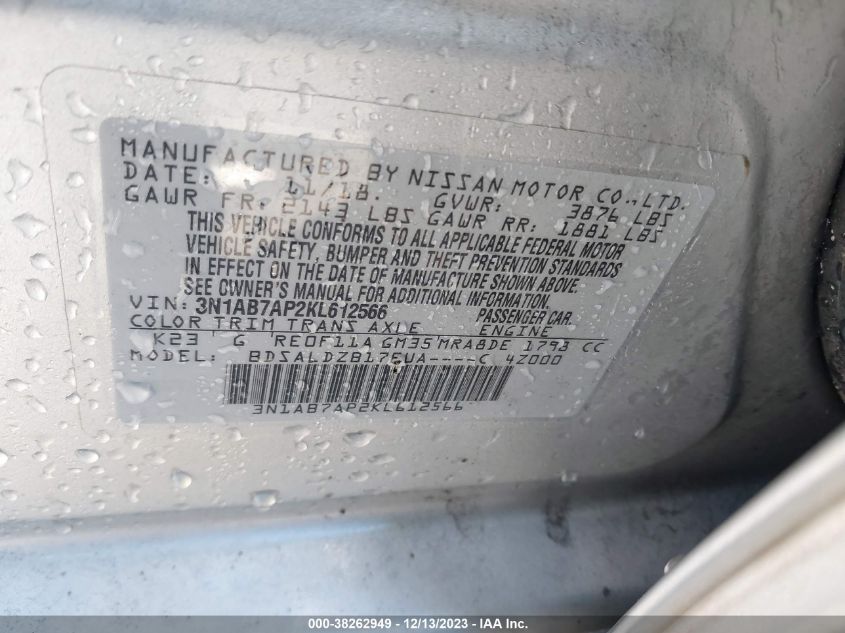 MANUFACTURED BY NISSAN MOTOR CO.,LTD.
DATE: 11/18. GVWR: 3876 LBS
GAWR FR: 2143 LBS GAWR RR: 1881 LBS
THIS VEHICLE CONFORMS TO ALL APPLICABLE FEDERAL MOTOR
VEHICLE SAFETY, BUMPER AND THEFT PREVENTION STANDARDS
IN EFFECT ON THE DATE OF MANUFACTURE SHOWN ABOVE.
SEE OWNER'S MANUAL FOR ADDITIONAL INFORMATION.
VIN: 3N1AB7AP2KL612566 PASSENGER CAR.
COLOR TRIM TRANS AXLE ENGINE
K23 G RE0F11A GM35 MRA8DE 1798 CC
MODEL: BDSALDZB17EUA----C 4Z000
3N1AB7AP2KL612566
000-38262949 - 12/13/2023 - IAAI.com